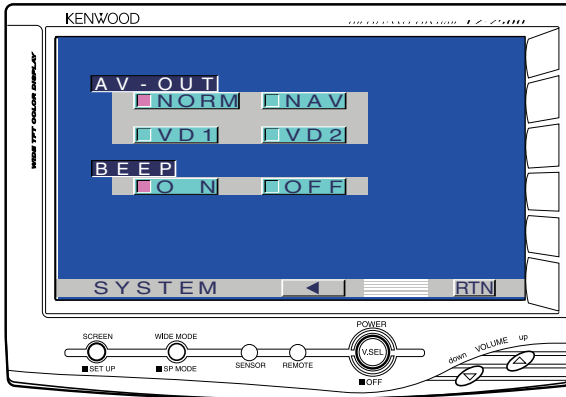 KENWOOD
WIDE TFT COLOR DISPLAY
AV-OUT
NORM NAV
VD1 VD2
BEEP
ON OFF
SYSTEM ◀ RTN
SCREEN WIDE MODE POWER
V.SEL
down VOLUME up
■SET UP ■SP MODE SENSOR REMOTE
■OFF